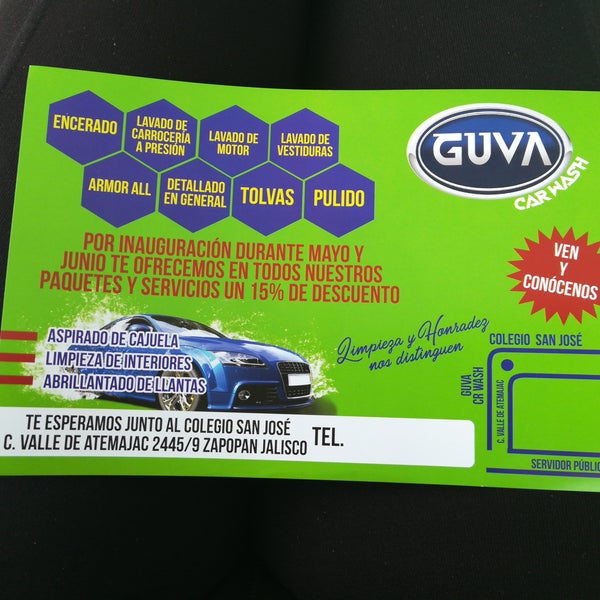 ENCERADO
LAVADO DE
CARROCERÍA
A PRESIÓN
LAVADO DE
MOTOR
LAVADO DE
VESTIDURAS
ARMOR ALL
DETALLADO
EN GENERAL
TOLVAS
PULIDO
GUVA
CAR WASH
POR INAUGURACIÓN DURANTE MAYO Y
JUNIO TE OFRECEMOS EN TODOS NUESTROS
PAQUETES Y SERVICIOS UN 15% DE DESCUENTO
VEN
Y
CONÓCENOS
ASPIRADO DE CAJUELA
LIMPIEZA DE INTERIORES
ABRILLANTADO DE LLANTAS
Limpieza y Honradez
nos distinguen
COLEGIO SAN JOSÉ
GUVA
CR WASH
C. VALLE DE ATEMAJAC
SERVIDOR PÚBLIC
TE ESPERAMOS JUNTO AL COLEGIO SAN JOSÉ
C. VALLE DE ATEMAJAC 2445/9 ZAPOPAN JALISCO
TEL.